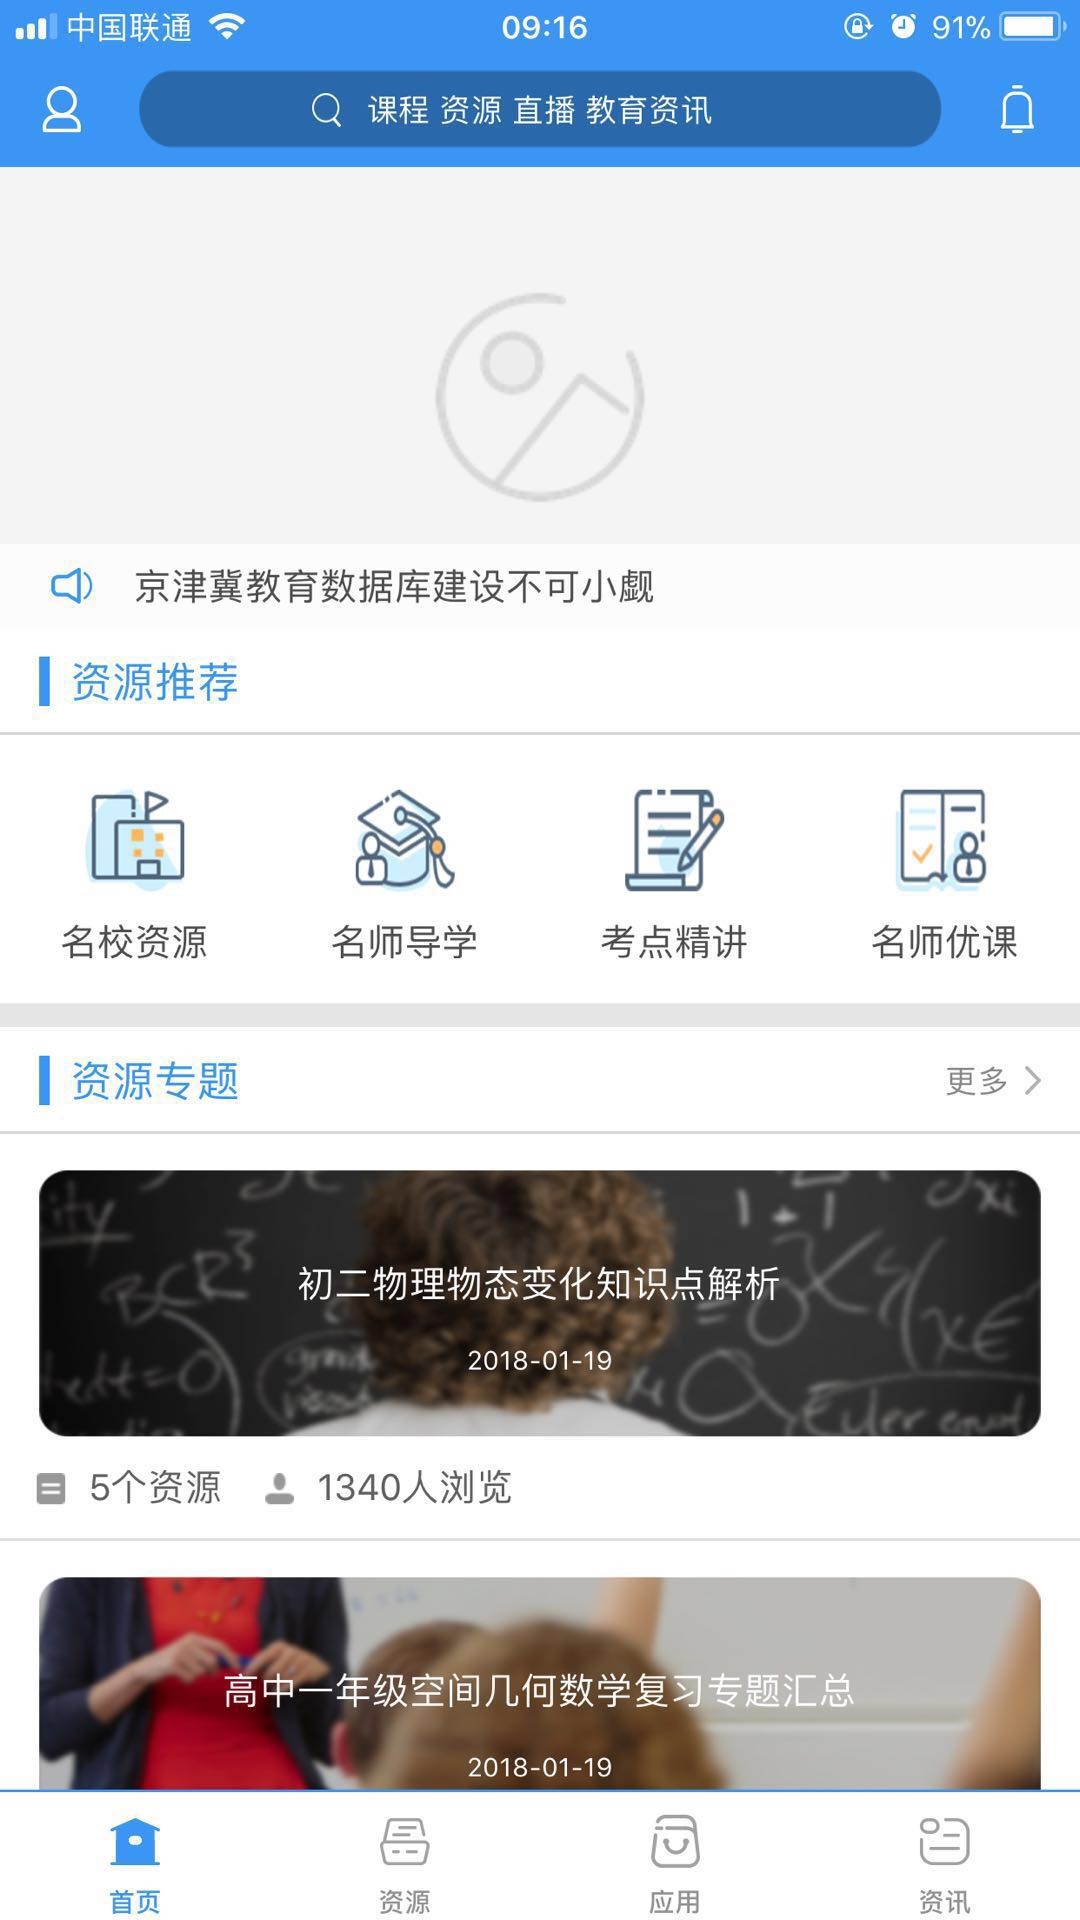 中国联通 09:16 91%
课程 资源 直播 教育资讯
京津冀教育数据库建设不可小觑
资源推荐
名校资源 名师导学 考点精讲 名师优课
资源专题 更多
初二物理物态变化知识点解析
2018-01-19
5个资源 1340人浏览
高中一年级空间几何数学复习专题汇总
2018-01-19
首页 资源 应用 资讯